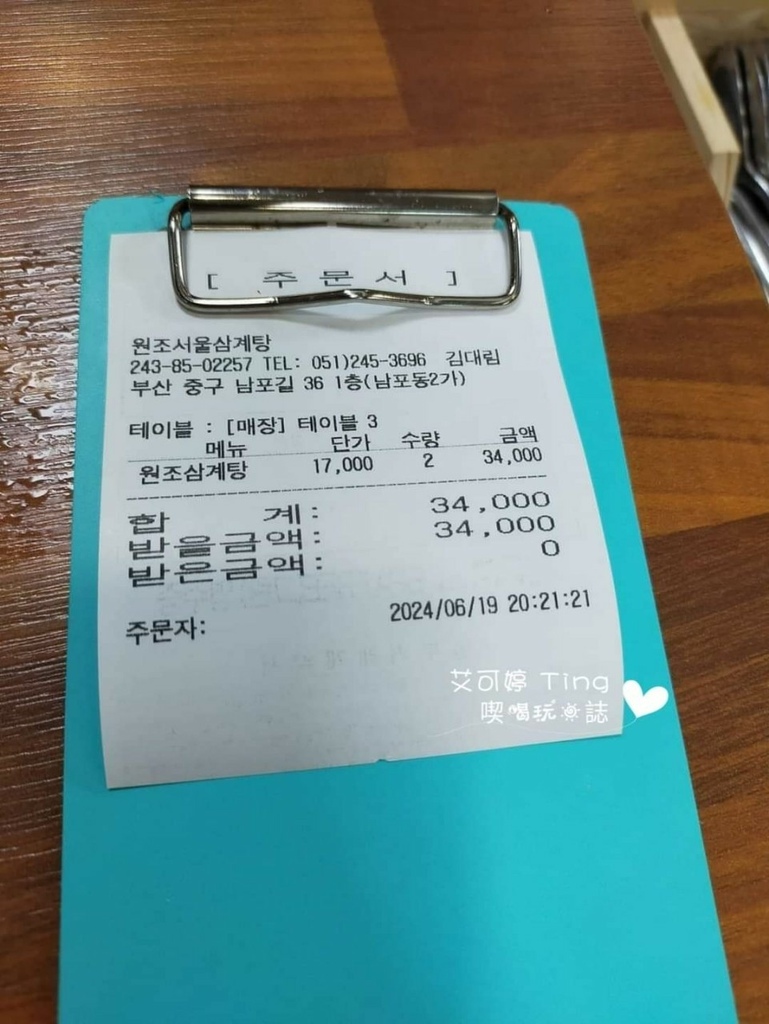 [ 주 문 서 ]
원조서울삼계탕
243-85-02257 TEL: 051)245-3696 김대림
부산 중구 남포길 36 1층(남포동2가)
테이블 : [매장] 테이블 3
메뉴 단가 수량 금액
원조삼계탕 17,000 2 34,000
합 계: 34,000
받을금액: 34,000
받은금액: 0
2024/06/19 20:21:21
주문자:
艾可婷 Ting
喫喝玩樂誌